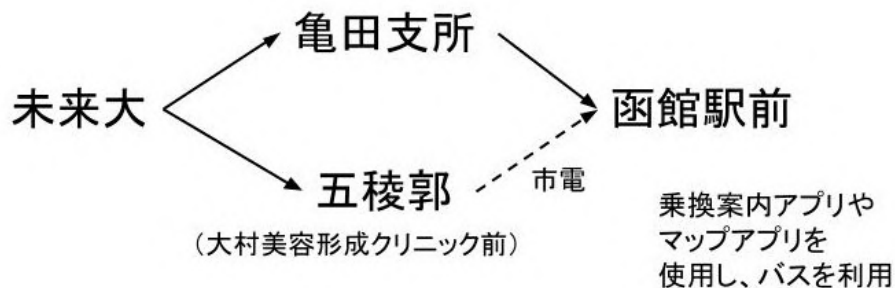 亀田支所
未来大
函館駅前
五稜郭
市電
(大村美容形成クリニック前)
乗換案内アプリや
マップアプリを
使用し、バスを利用